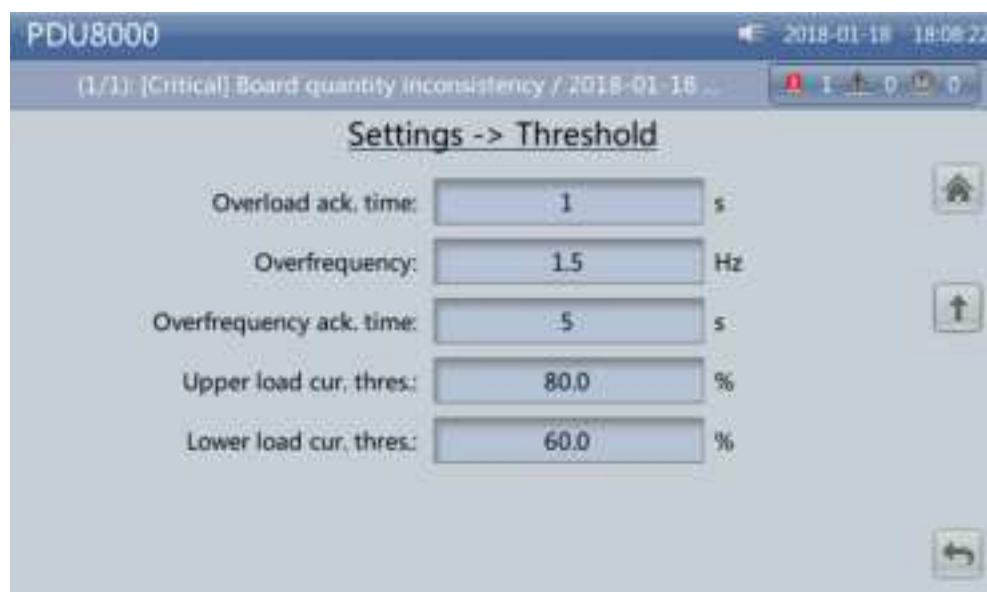 PDU8000 2018-01-18 18:08:22
(1/1): [Critical] Board quantity inconsistency / 2018-01-18 ... 1 0 0
Settings -> Threshold
Overload ack. time: 1 s
Overfrequency: 1.5 Hz
Overfrequency ack. time: 5 s
Upper load cur. thres.: 80.0 %
Lower load cur. thres.: 60.0 %